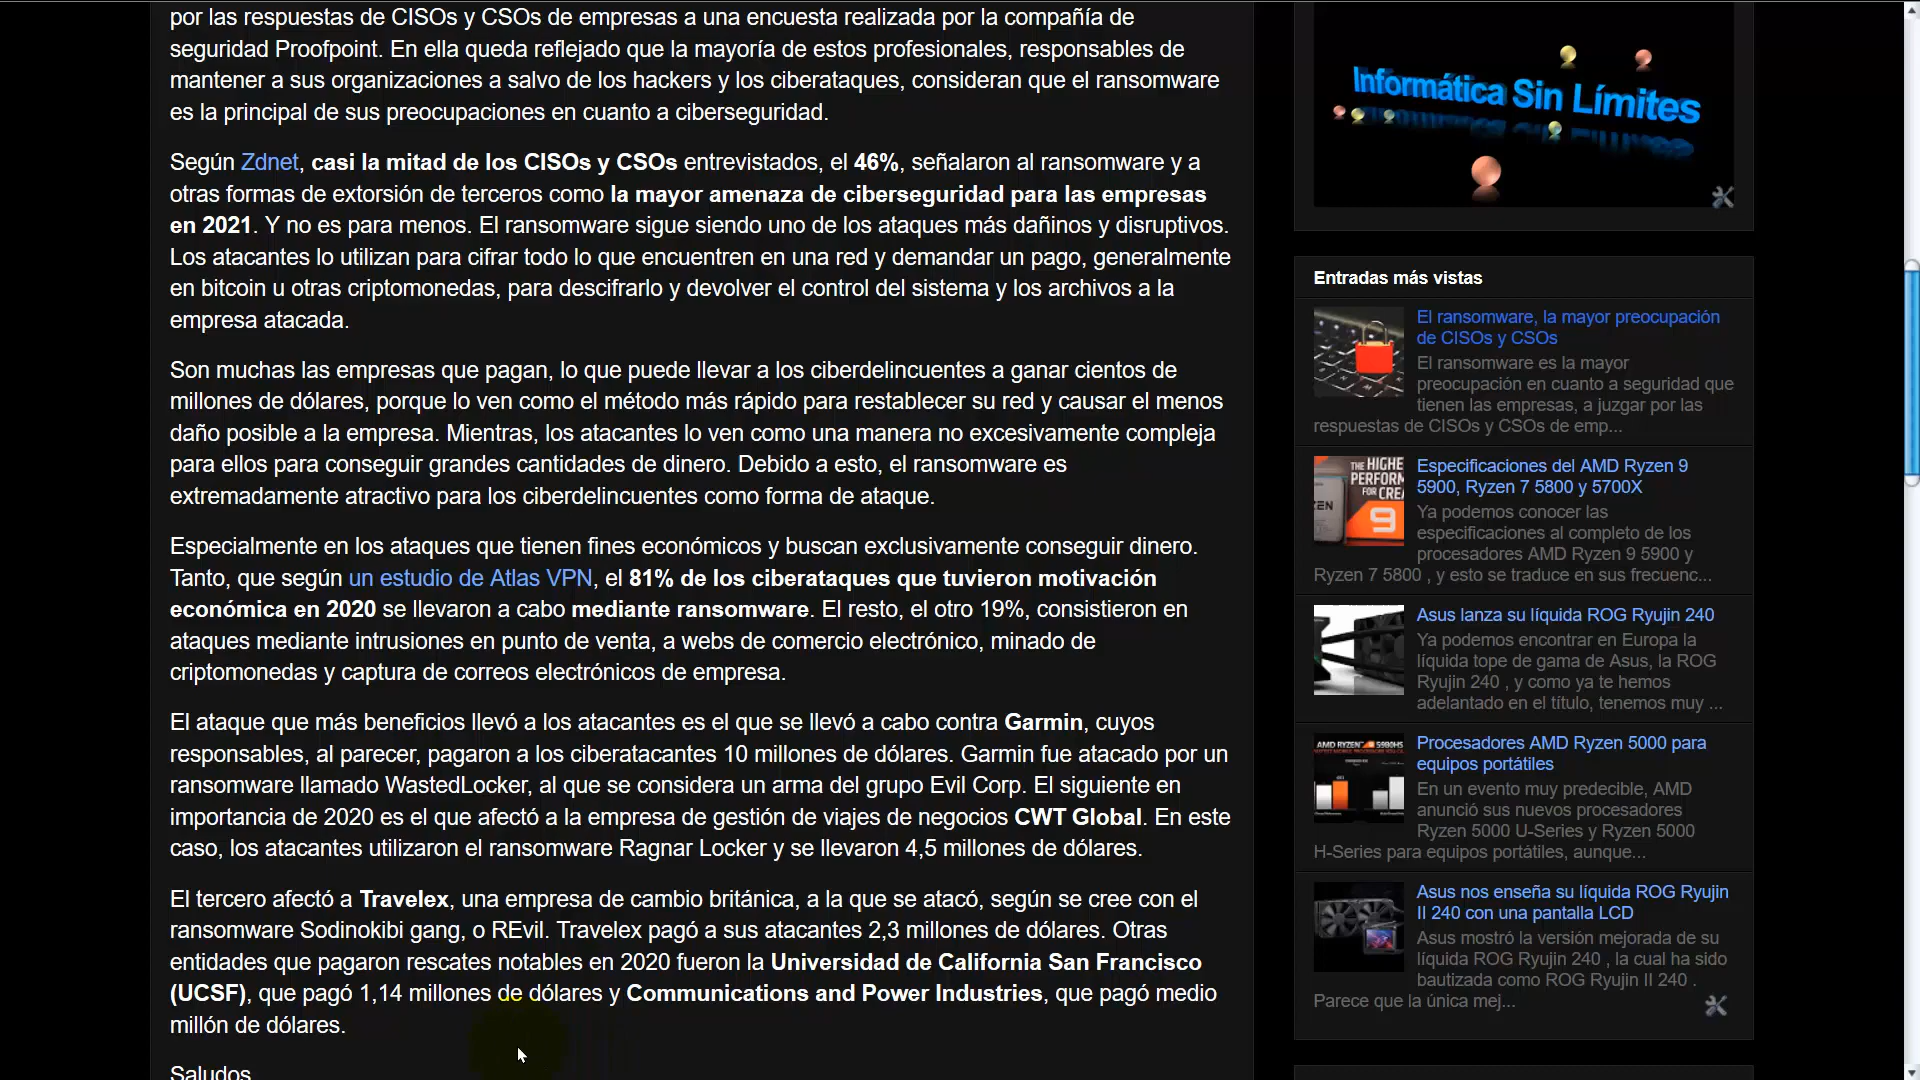 por las respuestas de CISOs y CSOs de empresas a una encuesta realizada por la compañía de
seguridad Proofpoint. En ella queda reflejado que la mayoría de estos profesionales, responsables de
mantener a sus organizaciones a salvo de los hackers y los ciberataques, consideran que el ransomware
es la principal de sus preocupaciones en cuanto a ciberseguridad.
Según Zdnet, casi la mitad de los CISOs y CSOs entrevistados, el 46%, señalaron al ransomware y a
otras formas de extorsión de terceros como la mayor amenaza de ciberseguridad para las empresas
en 2021. Y no es para menos. El ransomware sigue siendo uno de los ataques más dañinos y disruptivos.
Los atacantes lo utilizan para cifrar todo lo que encuentren en una red y demandar un pago, generalmente
en bitcoin u otras criptomonedas, para descifrarlo y devolver el control del sistema y los archivos a la
empresa atacada.
Son muchas las empresas que pagan, lo que puede llevar a los ciberdelincuentes a ganar cientos de
millones de dólares, porque lo ven como el método más rápido para restablecer su red y causar el menos
daño posible a la empresa. Mientras, los atacantes lo ven como una manera no excesivamente compleja
para ellos para conseguir grandes cantidades de dinero. Debido a esto, el ransomware es
extremadamente atractivo para los ciberdelincuentes como forma de ataque.
Especialmente en los ataques que tienen fines económicos y buscan exclusivamente conseguir dinero.
Tanto, que según un estudio de Atlas VPN, el 81% de los ciberataques que tuvieron motivación
económica en 2020 se llevaron a cabo mediante ransomware. El resto, el otro 19%, consistieron en
ataques mediante intrusiones en punto de venta, a webs de comercio electrónico, minado de
criptomonedas y captura de correos electrónicos de empresa.
El ataque que más beneficios llevó a los atacantes es el que se llevó a cabo contra Garmin, cuyos
responsables, al parecer, pagaron a los ciberatacantes 10 millones de dólares. Garmin fue atacado por un
ransomware llamado WastedLocker, al que se considera un arma del grupo Evil Corp. El siguiente en
importancia de 2020 es el que afectó a la empresa de gestión de viajes de negocios CWT Global. En este
caso, los atacantes utilizaron el ransomware Ragnar Locker y se llevaron 4,5 millones de dólares.
El tercero afectó a Travelex, una empresa de cambio británica, a la que se atacó, según se cree con el
ransomware Sodinokibi gang, o REvil. Travelex pagó a sus atacantes 2,3 millones de dólares. Otras
entidades que pagaron rescates notables en 2020 fueron la Universidad de California San Francisco
(UCSF), que pagó 1,14 millones de dólares y Communications and Power Industries, que pagó medio
millón de dólares.
Saludos
Informática Sin Límites
Entradas más vistas
El ransomware, la mayor preocupación
de CISOs y CSOs
El ransomware es la mayor
preocupación en cuanto a seguridad que
tienen las empresas, a juzgar por las
respuestas de CISOs y CSOs de emp...
THE HIGHE
PERFORM
FOR CREA
ZEN
9
Especificaciones del AMD Ryzen 9
5900, Ryzen 7 5800 y 5700X
Ya podemos conocer las
especificaciones al completo de los
procesadores AMD Ryzen 9 5900 y
Ryzen 7 5800 , y esto se traduce en sus frecuenc...
Asus lanza su líquida ROG Ryujin 240
Ya podemos encontrar en Europa la
líquida tope de gama de Asus, la ROG
Ryujin 240 , y como ya te hemos
adelantado en el título, tenemos muy ...
Procesadores AMD Ryzen 5000 para
equipos portátiles
En un evento muy predecible, AMD
anunció sus nuevos procesadores
Ryzen 5000 U-Series y Ryzen 5000
H-Series para equipos portátiles, aunque...
Asus nos enseña su líquida ROG Ryujin
II 240 con una pantalla LCD
Asus mostró la versión mejorada de su
líquida ROG Ryujin 240 , la cual ha sido
bautizada como ROG Ryujin II 240 .
Parece que la única mej...